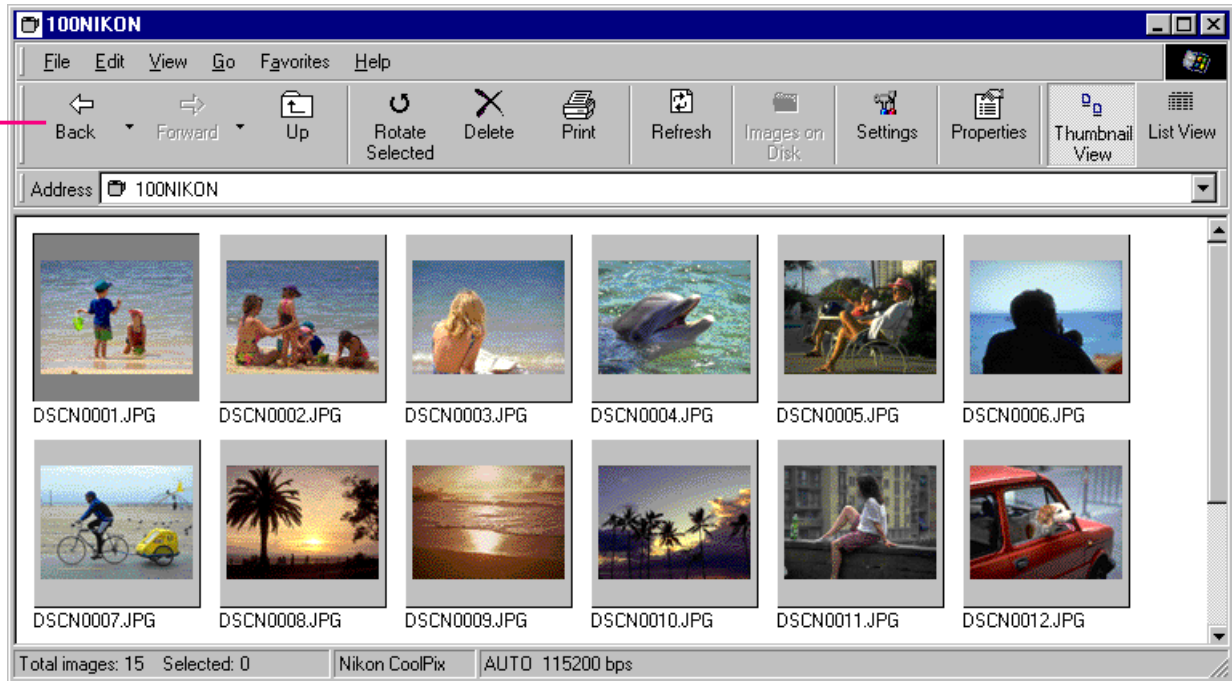 100NIKON
File Edit View Go Favorites Help
Back Forward Up Rotate Selected Delete Print Refresh Images on Disk Settings Properties Thumbnail View List View
Address 100NIKON
DSCN0001.JPG DSCN0002.JPG DSCN0003.JPG DSCN0004.JPG DSCN0005.JPG DSCN0006.JPG
DSCN0007.JPG DSCN0008.JPG DSCN0009.JPG DSCN0010.JPG DSCN0011.JPG DSCN0012.JPG
Total images: 15 Selected: 0 Nikon CoolPix AUTO 115200 bps